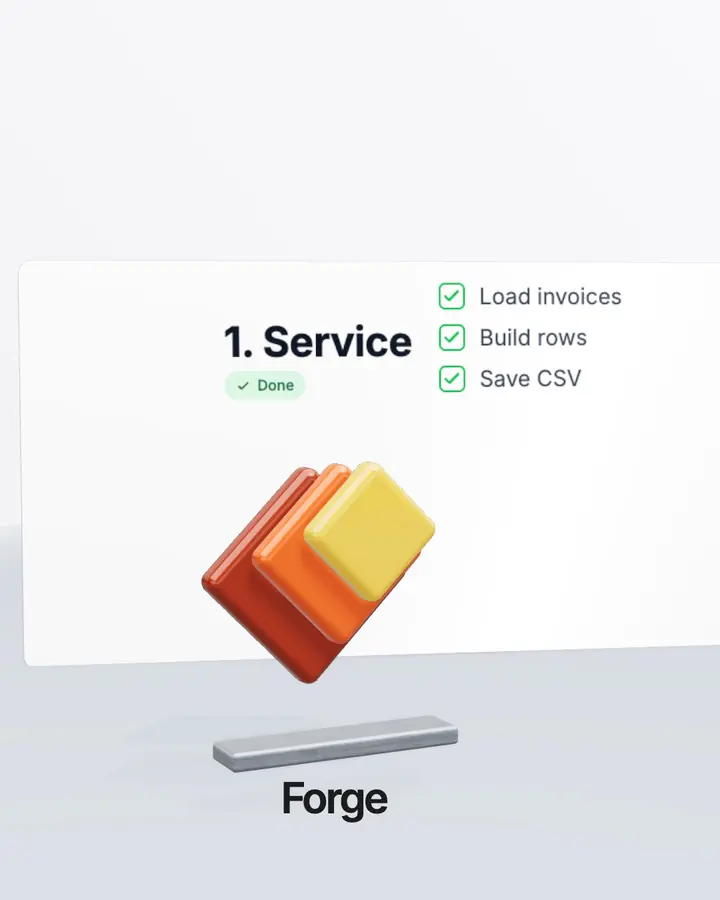 1. Service
Done
Load invoices
Build rows
Save CSV
Forge